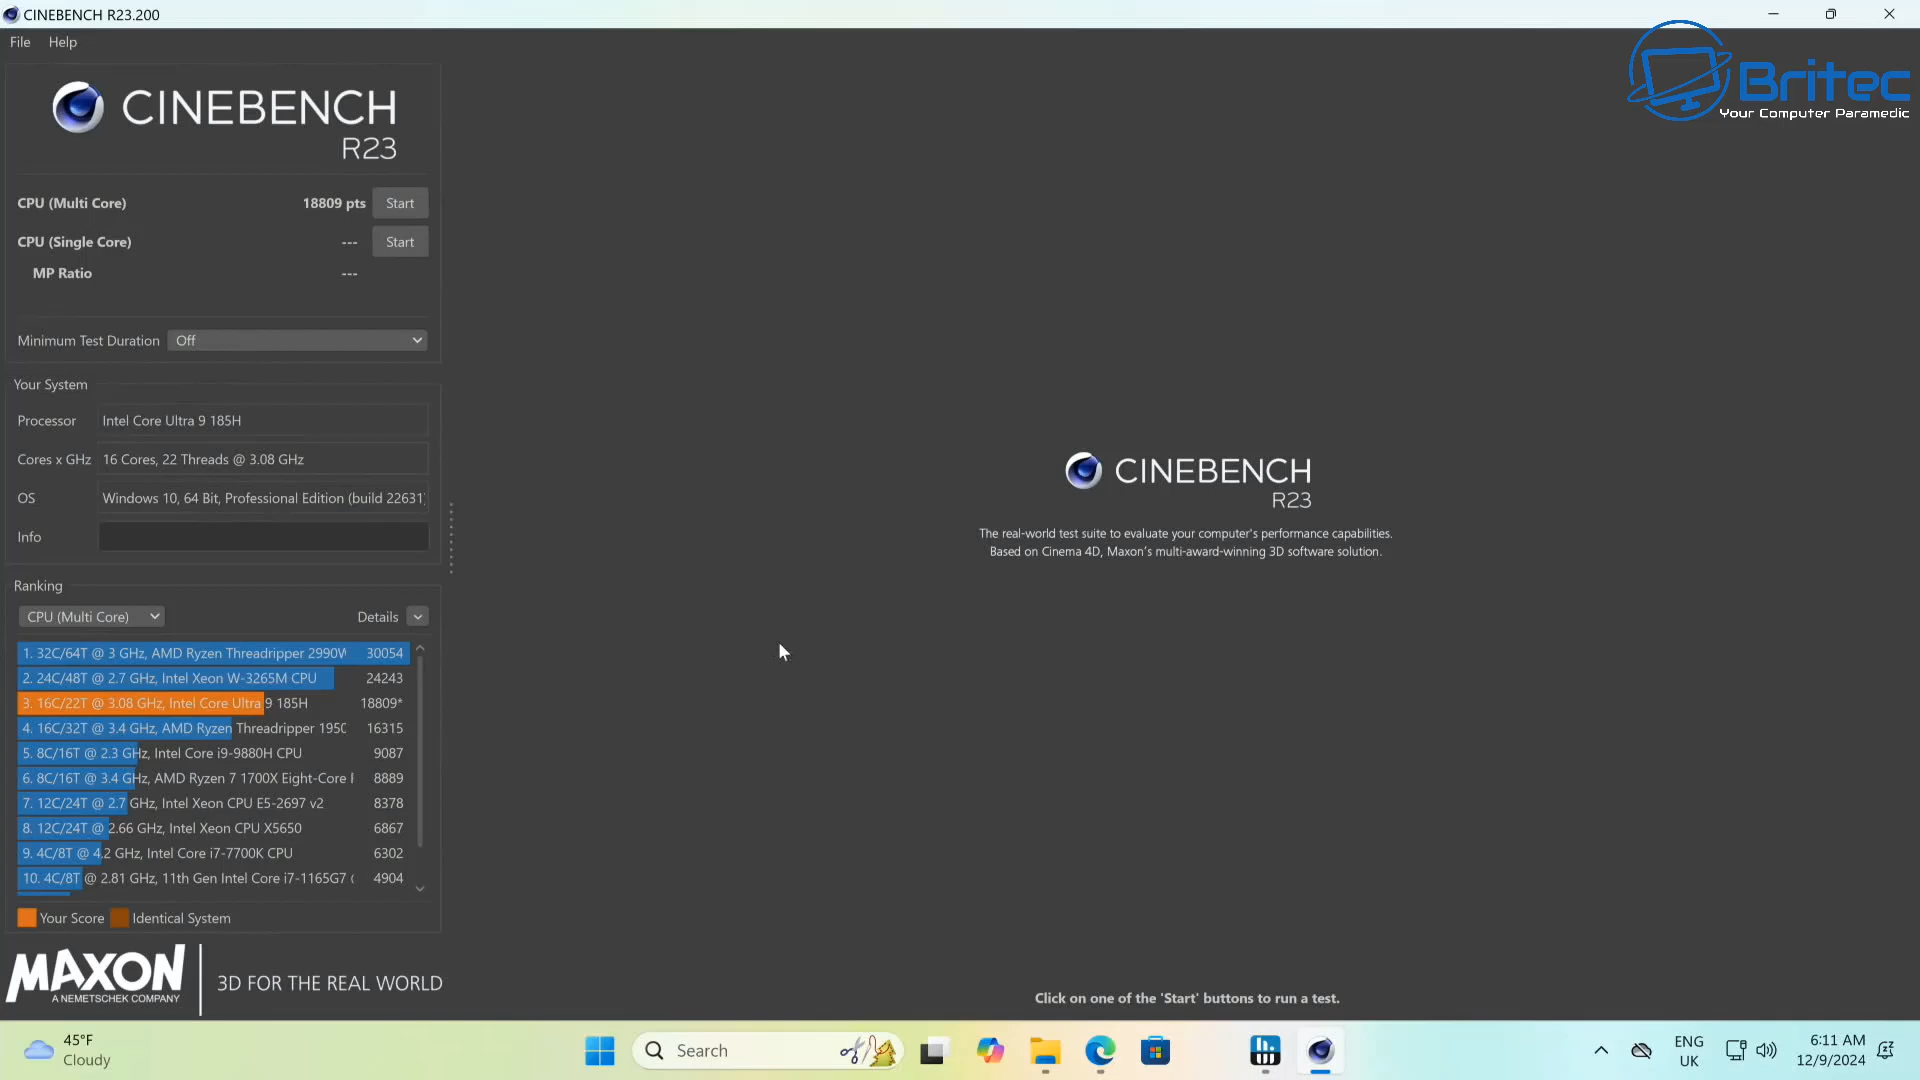 CINEBENCH R23.200
File Help
Britec
Your Computer Paramedic
CINEBENCH
R23
CPU (Multi Core) 18809 pts Start
CPU (Single Core) --- Start
MP Ratio ---
Minimum Test Duration Off
Your System
Processor Intel Core Ultra 9 185H
Cores x GHz 16 Cores, 22 Threads @ 3.08 GHz
OS Windows 10, 64 Bit, Professional Edition (build 22631)
Info
Ranking
CPU (Multi Core) Details
1. 32C/64T @ 3 GHz, AMD Ryzen Threadripper 2990W 30054
2. 24C/48T @ 2.7 GHz, Intel Xeon W-3265M CPU 24243
3. 16C/22T @ 3.08 GHz, Intel Core Ultra 9 185H 18809*
4. 16C/32T @ 3.4 GHz, AMD Ryzen Threadripper 1950 16315
5. 8C/16T @ 2.3 GHz, Intel Core i9-9880H CPU 9087
6. 8C/16T @ 3.4 GHz, AMD Ryzen 7 1700X Eight-Core 8889
7. 12C/24T @ 2.7 GHz, Intel Xeon CPU E5-2697 v2 8378
8. 12C/24T @ 2.66 GHz, Intel Xeon CPU X5650 6867
9. 4C/8T @ 4.2 GHz, Intel Core i7-7700K CPU 6302
10. 4C/8T @ 2.81 GHz, 11th Gen Intel Core i7-1165G7 4904
Your Score Identical System
MAXON
A NEMETSCHEK COMPANY
3D FOR THE REAL WORLD
CINEBENCH
R23
The real-world test suite to evaluate your computer's performance capabilities.
Based on Cinema 4D, Maxon's multi-award-winning 3D software solution.
Click on one of the 'Start' buttons to run a test.
45°F
Cloudy
Search
ENG
UK
6:11 AM
12/9/2024